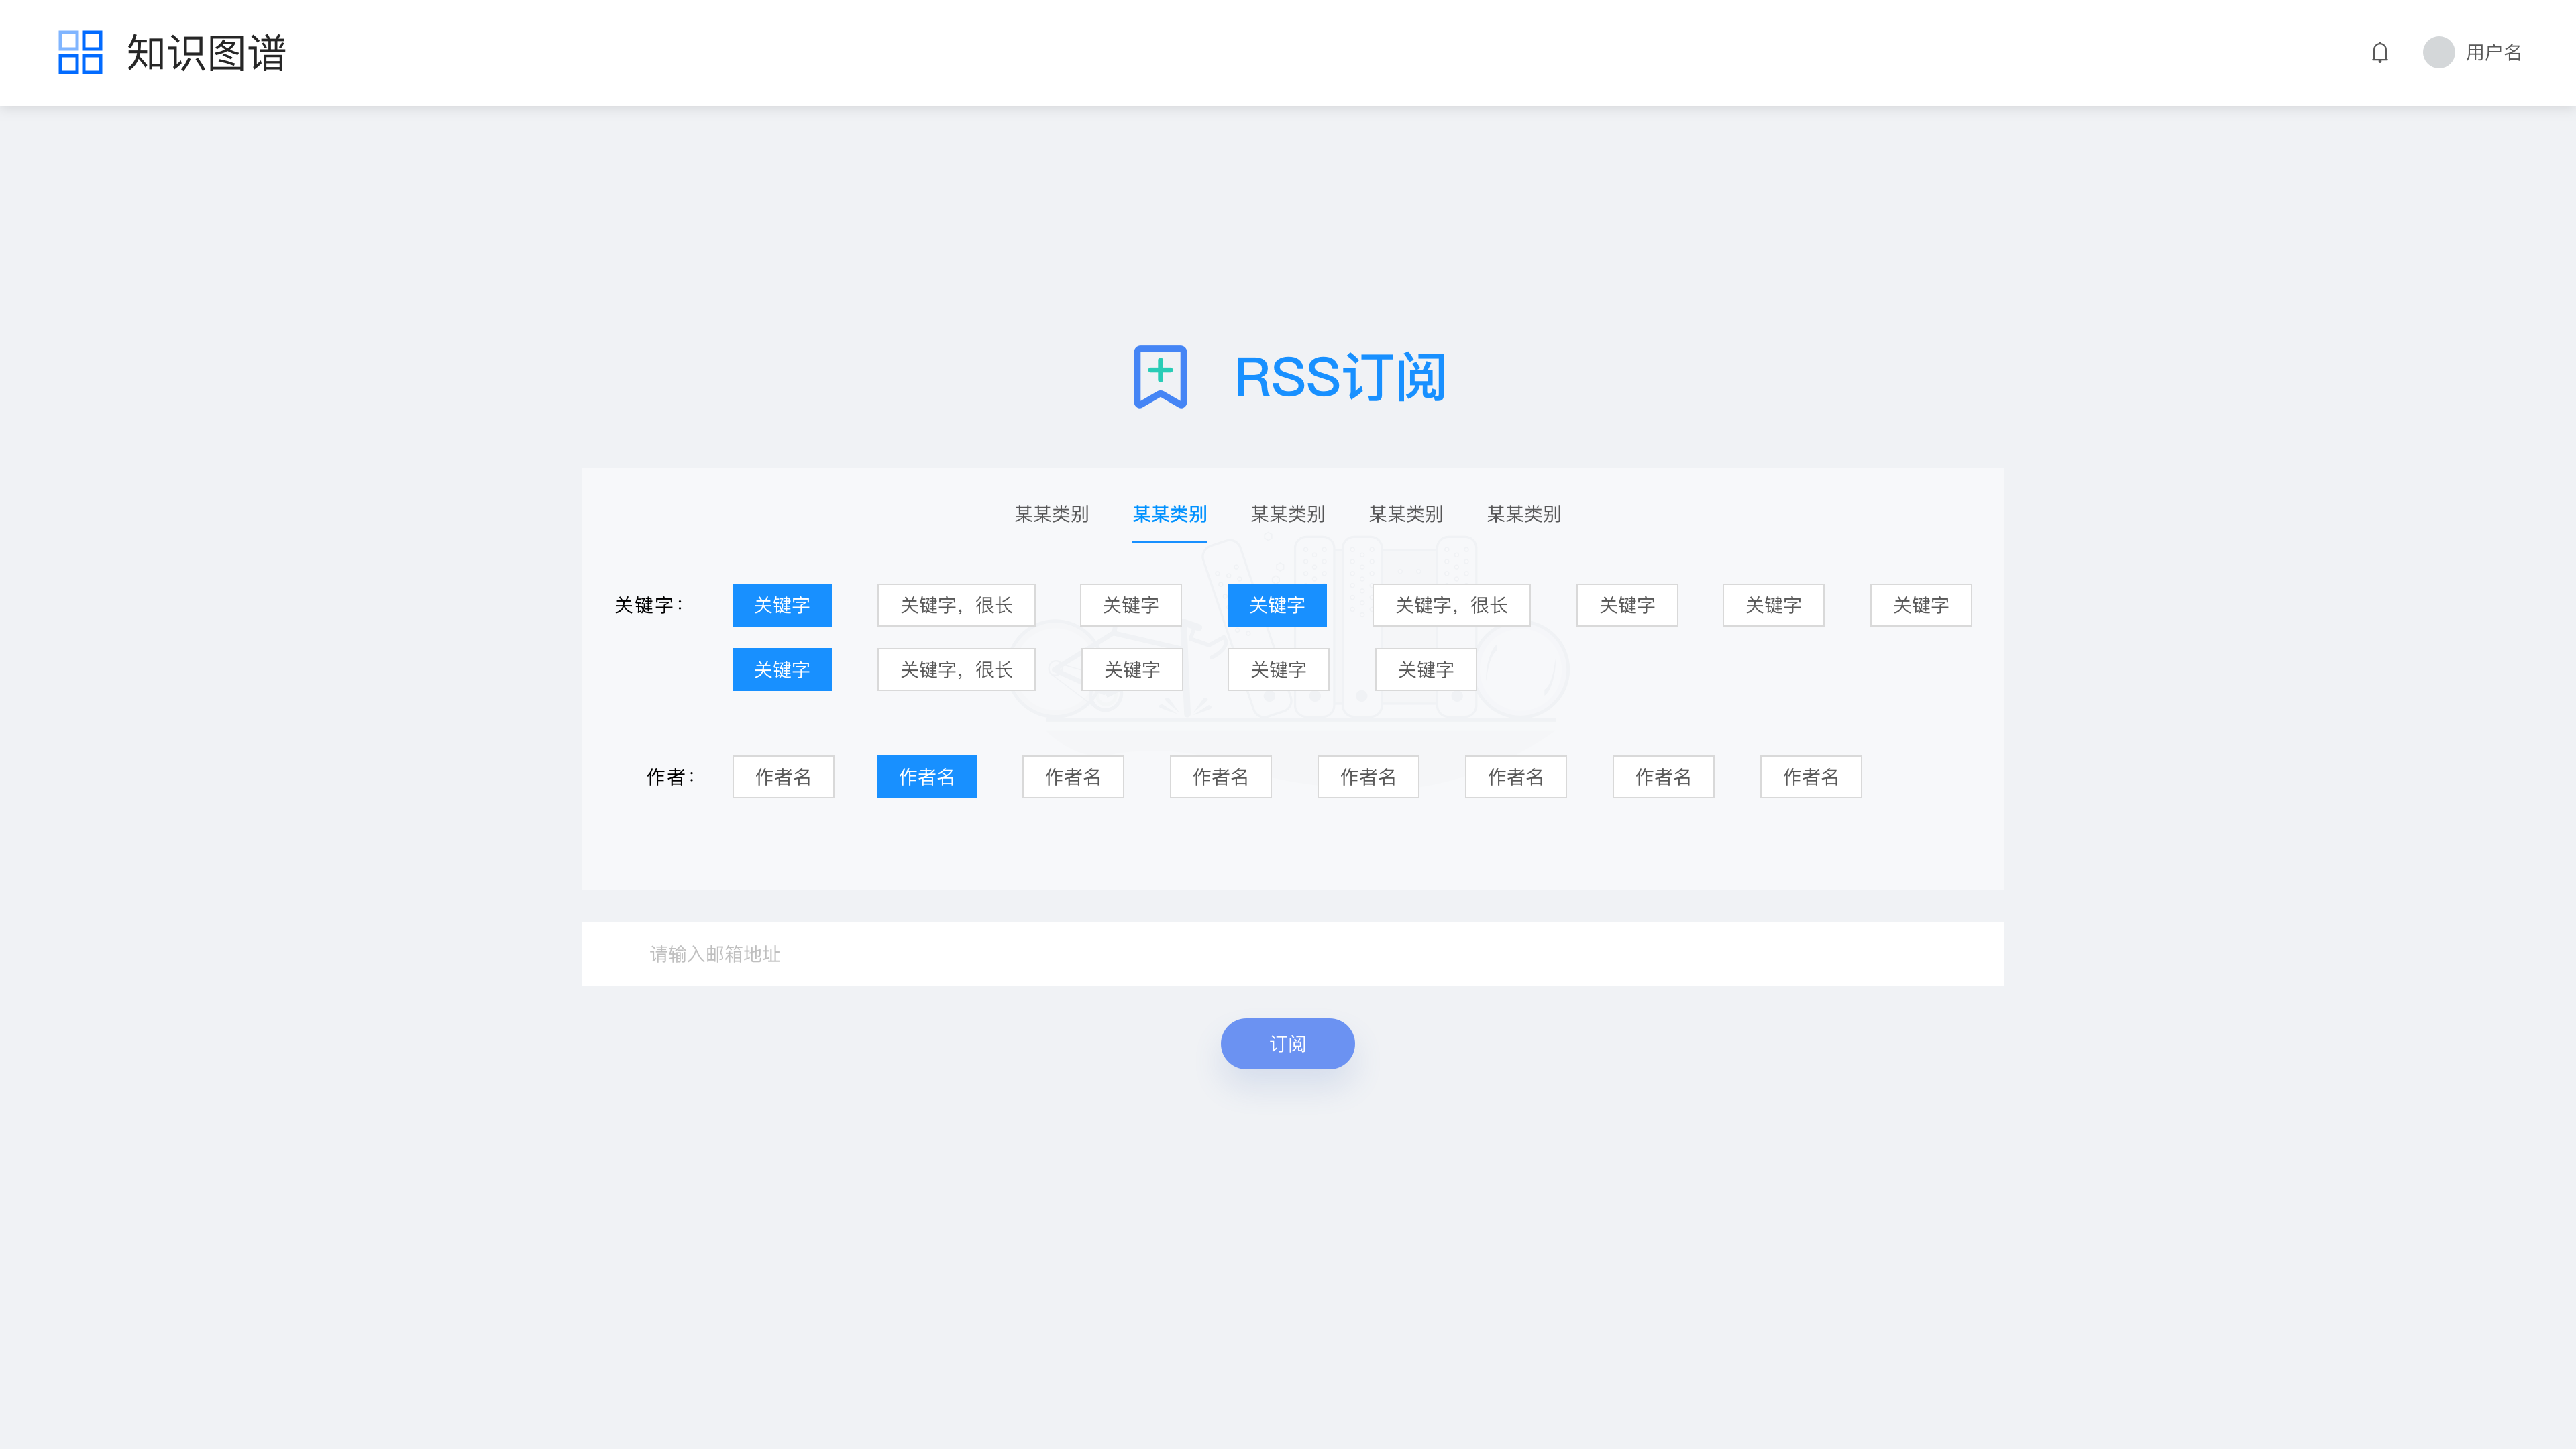 知识图谱 用户名
RSS订阅
某某类别 某某类别 某某类别 某某类别 某某类别
关键字： 关键字 关键字，很长 关键字 关键字 关键字，很长 关键字 关键字 关键字
关键字 关键字，很长 关键字 关键字 关键字
作者： 作者名 作者名 作者名 作者名 作者名 作者名 作者名 作者名
请输入邮箱地址
订阅